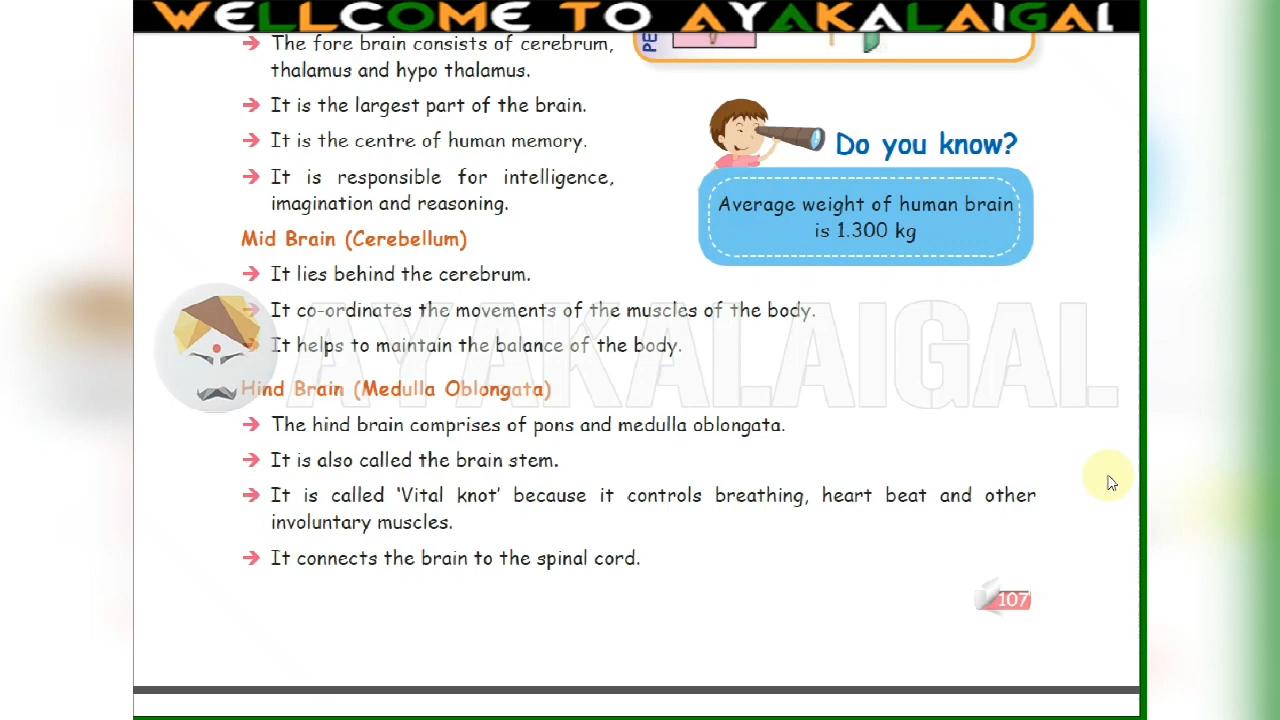 WELLCOME TO AYAKALAIGAL
PE
The fore brain consists of cerebrum,
thalamus and hypo thalamus.
It is the largest part of the brain.
It is the centre of human memory.
It is responsible for intelligence,
imagination and reasoning.
Do you know?
Average weight of human brain
is 1.300 kg
Mid Brain (Cerebellum)
It lies behind the cerebrum.
It co-ordinates the movements of the muscles of the body.
It helps to maintain the balance of the body.
AYAKALAIGAL
Hind Brain (Medulla Oblongata)
The hind brain comprises of pons and medulla oblongata.
It is also called the brain stem.
It is called ‘Vital knot’ because it controls breathing, heart beat and other
involuntary muscles.
It connects the brain to the spinal cord.
107